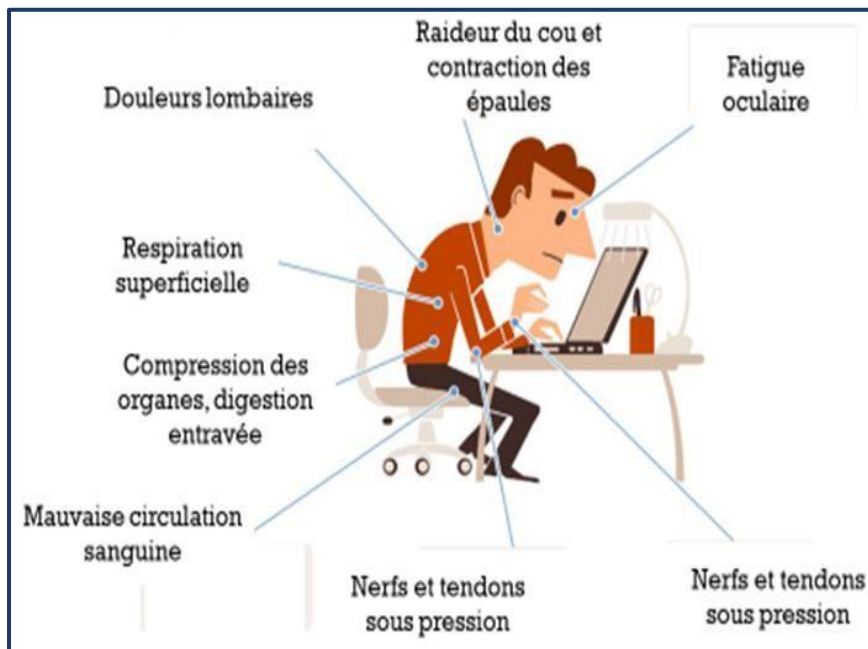 Raideur du cou et
contraction des
épaules
Fatigue
oculaire
Douleurs lombaires
Respiration
superficielle
Compression des
organes, digestion
entravée
Mauvaise circulation
sanguine
Nerfs et tendons
sous pression
Nerfs et tendons
sous pression